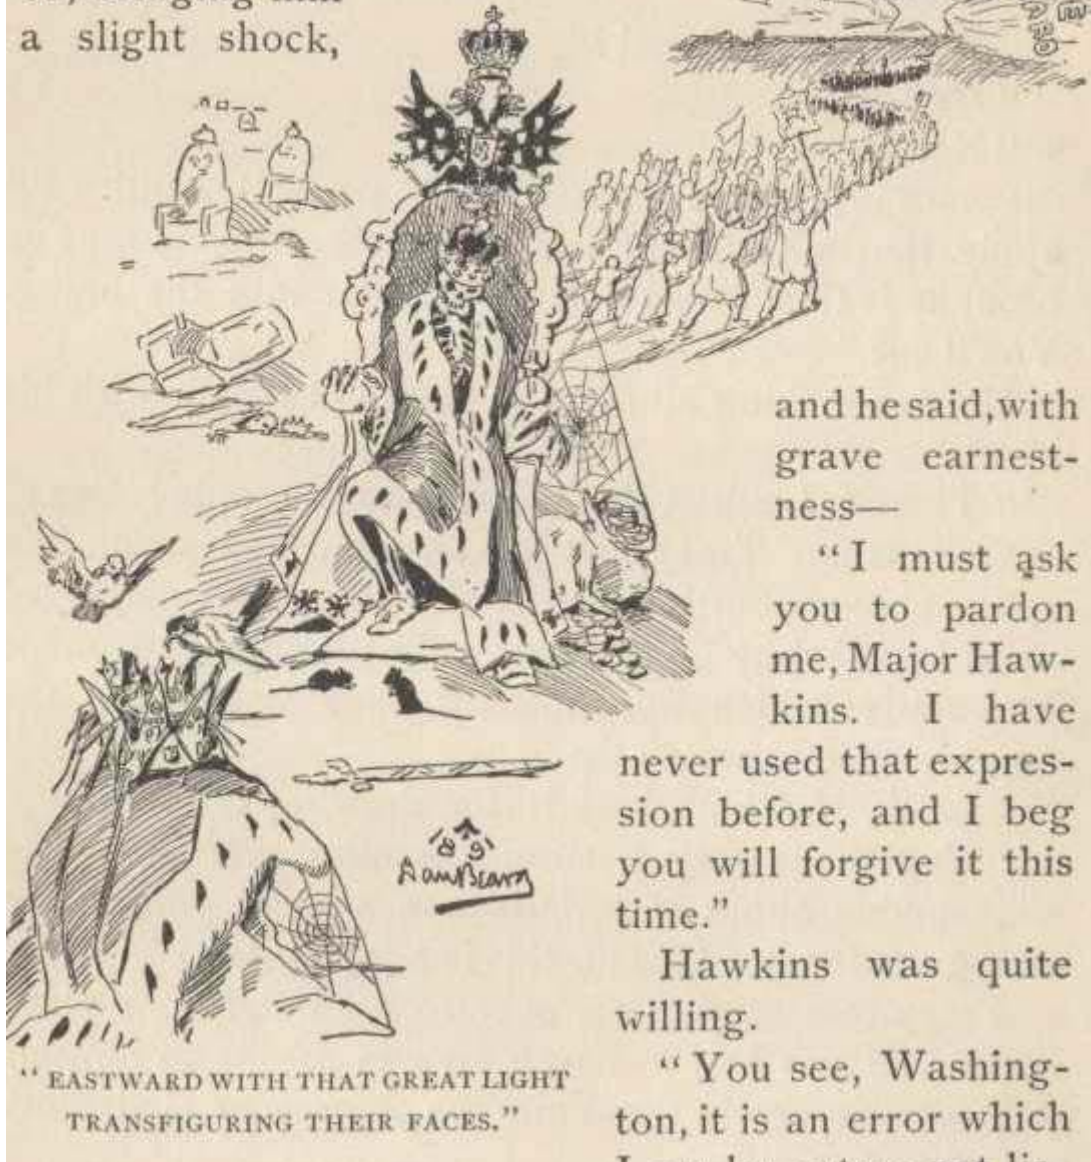 a slight shock,
and he said, with
grave earnest-
ness—
“I must ask
you to pardon
me, Major Haw-
kins. I have
never used that expres-
sion before, and I beg
you will forgive it this
time.”
Hawkins was quite
willing.
“You see, Washing-
ton, it is an error which
Dan Beard
“EASTWARD WITH THAT GREAT LIGHT
TRANSFIGURING THEIR FACES.”